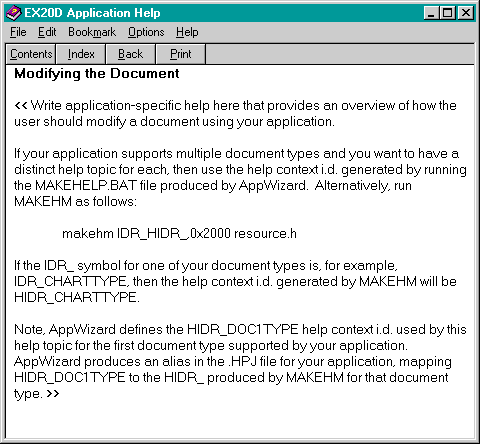 EX20D Application Help
File Edit Bookmark Options Help
Contents Index Back Print
Modifying the Document
<< Write application-specific help here that provides an overview of how the
user should modify a document using your application.
If your application supports multiple document types and you want to have a
distinct help topic for each, then use the help context i.d. generated by running
the MAKEHELP.BAT file produced by AppWizard. Alternatively, run
MAKEHM as follows:
makehm IDR_HIDR_,0x2000 resource.h
If the IDR_ symbol for one of your document types is, for example,
IDR_CHARTTYPE, then the help context i.d. generated by MAKEHM will be
HIDR_CHARTTYPE.
Note, AppWizard defines the HIDR_DOC1TYPE help context i.d. used by this
help topic for the first document type supported by your application.
AppWizard produces an alias in the .HPJ file for your application, mapping
HIDR_DOC1TYPE to the HIDR_ produced by MAKEHM for that document
type. >>